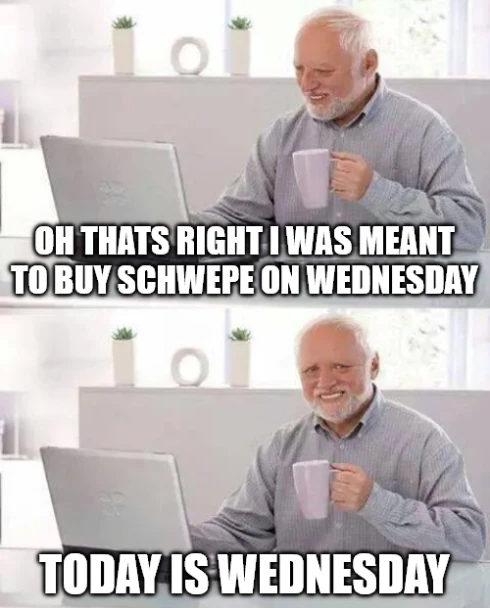 OH THATS RIGHT I WAS MEANT
TO BUY SCHWEPE ON WEDNESDAY
TODAY IS WEDNESDAY